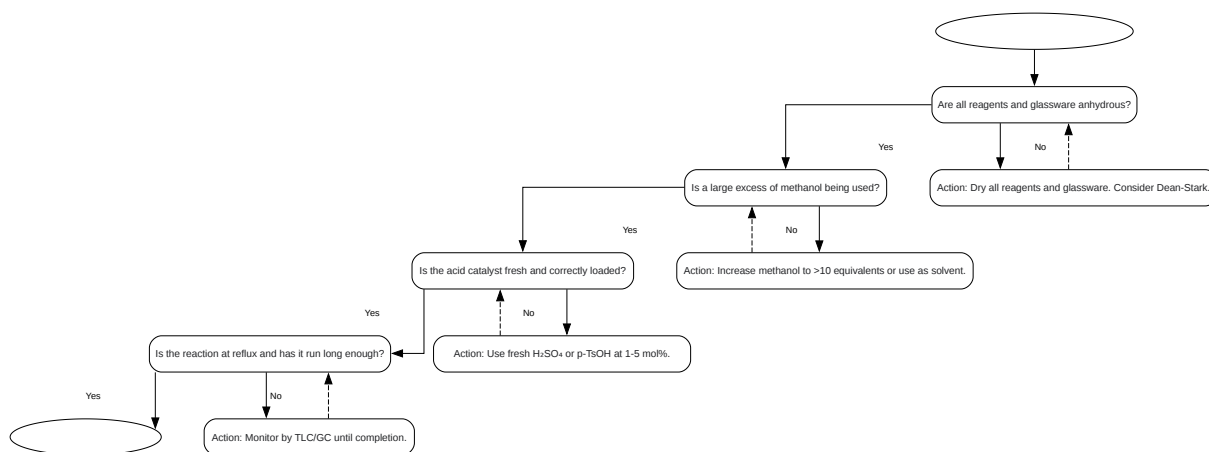 Are all reagents and glassware anhydrous?
Yes
No
Is a large excess of methanol being used?
Action: Dry all reagents and glassware. Consider Dean-Stark.
Yes
No
Is the acid catalyst fresh and correctly loaded?
Action: Increase methanol to >10 equivalents or use as solvent.
Yes
No
Is the reaction at reflux and has it run long enough?
Action: Use fresh H₂SO₄ or p-TsOH at 1-5 mol%.
Yes
No
Action: Monitor by TLC/GC until completion.